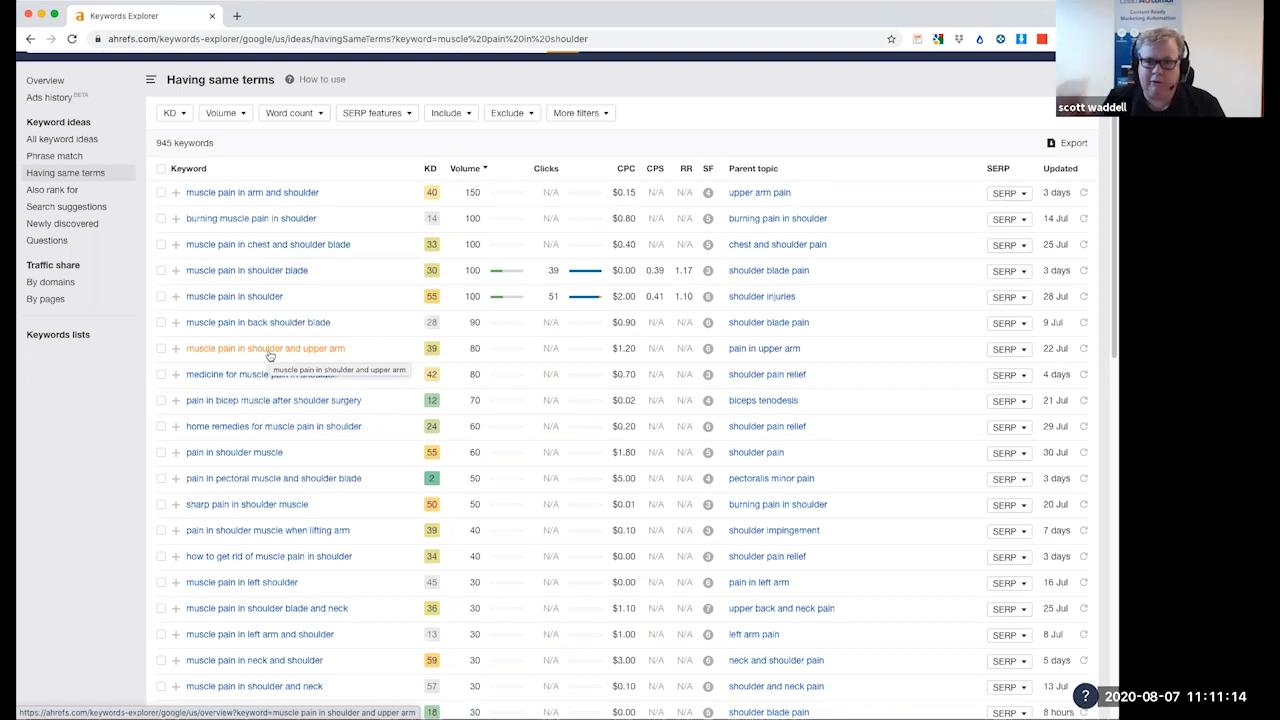 Keywords Explorer
ahrefs.com/keywords-explorer/google/us/ideas/havingSameTerms?keyword=muscle%20pain%20in%20shoulder
Content Ready
Marketing Automation
scott waddell
Overview
Ads history BETA
Keyword ideas
All keyword ideas
Phrase match
Having same terms
Also rank for
Search suggestions
Newly discovered
Questions
Traffic share
By domains
By pages
Keywords lists
Having same terms ? How to use
KD Volume Word count SERP features Include Exclude More filters
945 keywords Export
Keyword KD Volume Clicks CPC CPS RR SF Parent topic SERP Updated
muscle pain in arm and shoulder 40 150 N/A $0.15 N/A N/A 4 upper arm pain SERP 3 days
burning muscle pain in shoulder 14 100 N/A $0.80 N/A N/A 5 burning pain in shoulder SERP 14 Jul
muscle pain in chest and shoulder blade 33 100 N/A $0.40 N/A N/A 5 chest and shoulder pain SERP 25 Jul
muscle pain in shoulder blade 30 100 39 $0.00 0.39 1.17 3 shoulder blade pain SERP 3 days
muscle pain in shoulder 55 100 51 $2.00 0.41 1.10 6 shoulder injuries SERP 28 Jul
muscle pain in back shoulder blade 28 90 N/A $0.90 N/A N/A 6 shoulder blade pain SERP 9 Jul
muscle pain in shoulder and upper arm 39 80 N/A $1.20 N/A N/A 6 pain in upper arm SERP 22 Jul
muscle pain in shoulder and upper arm
medicine for muscle pain in shoulder 42 80 N/A $0.70 N/A N/A 3 shoulder pain relief SERP 4 days
pain in bicep muscle after shoulder surgery 12 70 N/A $0.02 N/A N/A 4 biceps tenodesis SERP 21 Jul
home remedies for muscle pain in shoulder 24 60 N/A $0.20 N/A N/A 6 shoulder pain relief SERP 29 Jul
pain in shoulder muscle 55 60 N/A $1.80 N/A N/A 5 shoulder pain SERP 30 Jul
pain in pectoral muscle and shoulder blade 2 50 N/A $5.00 N/A N/A 4 pectoralis minor pain SERP 3 days
sharp pain in shoulder muscle 50 50 N/A $0.01 N/A N/A 3 burning pain in shoulder SERP 20 Jul
pain in shoulder muscle when lifting arm 39 40 N/A $0.10 N/A N/A 3 shoulder impingement SERP 7 days
how to get rid of muscle pain in shoulder 34 40 N/A $0.00 N/A N/A 3 shoulder pain relief SERP 3 days
muscle pain in left shoulder 45 30 N/A $0.00 N/A N/A 6 pain in left arm SERP 16 Jul
muscle pain in shoulder blade and neck 36 30 N/A $1.10 N/A N/A 7 upper back and neck pain SERP 25 Jul
muscle pain in left arm and shoulder 13 30 N/A $1.00 N/A N/A 6 left arm pain SERP 8 Jul
muscle pain in neck and shoulder 59 30 N/A $3.00 N/A N/A 6 neck and shoulder pain SERP 5 days
muscle pain in shoulder and neck 57 30 N/A $0.10 N/A N/A 6 shoulder and neck pain SERP 13 Jul
18 30 N/A $0.00 N/A N/A shoulder blade pain SERP 8 hours
https://ahrefs.com/keywords-explorer/google/us/overview?keyword=muscle pain in shoulder and upper arm
? 2020-08-07 11:11:14